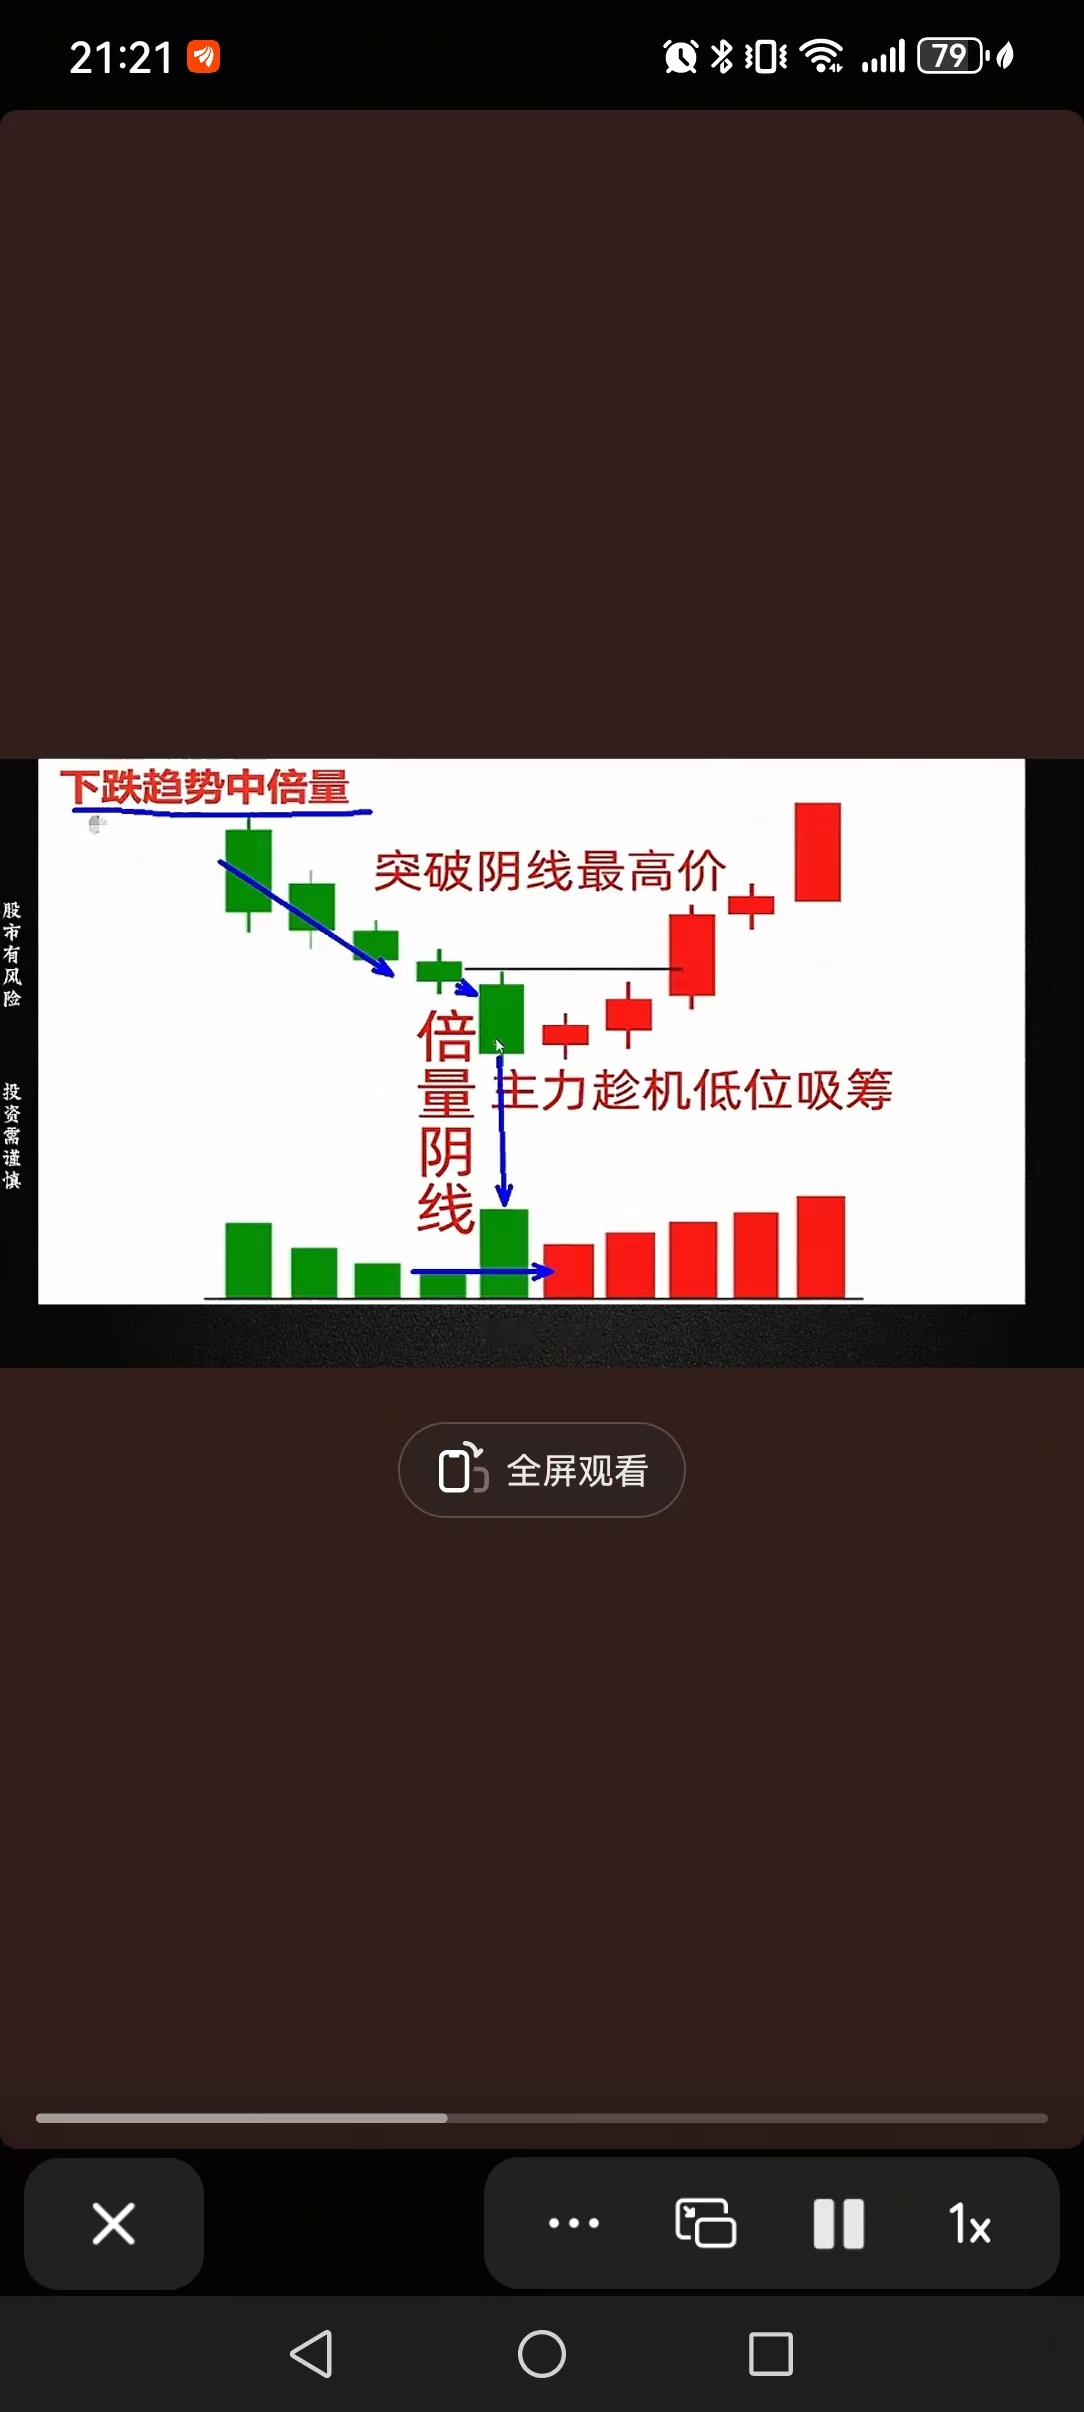 21:21
79
下跌趋势中倍量
突破阴线最高价
股市有风险
投资需谨慎
倍量阴线
主力趁机低位吸筹
全屏观看
1x